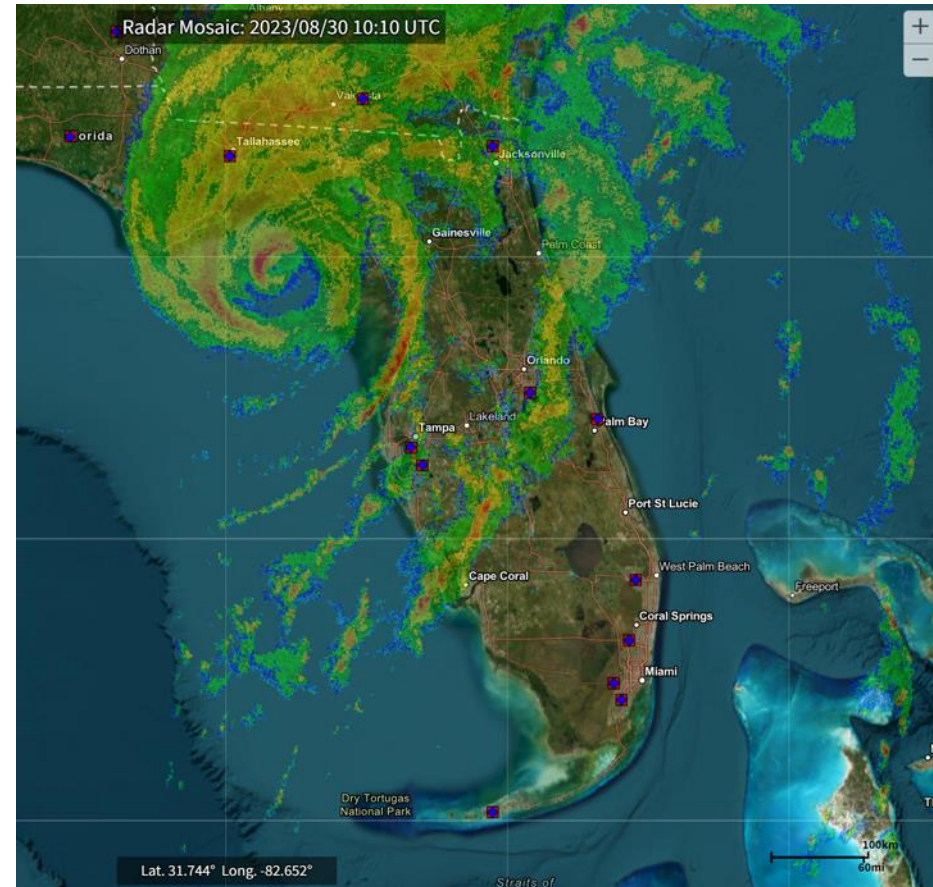 Albany
Radar Mosaic: 2023/08/30 10:10 UTC
+
−
Dothan
orida
Tallahassee
Jacksonville
Gainesville
Palm Coast
Orlando
Lakeland
Tampa
alm Bay
Port St Lucie
Cape Coral
West Palm Beach
Freeport
Coral Springs
Miami
Dry Tortugas
National Park
100km
60mi
Lat. 31.744° Long. -82.652°
Straits of